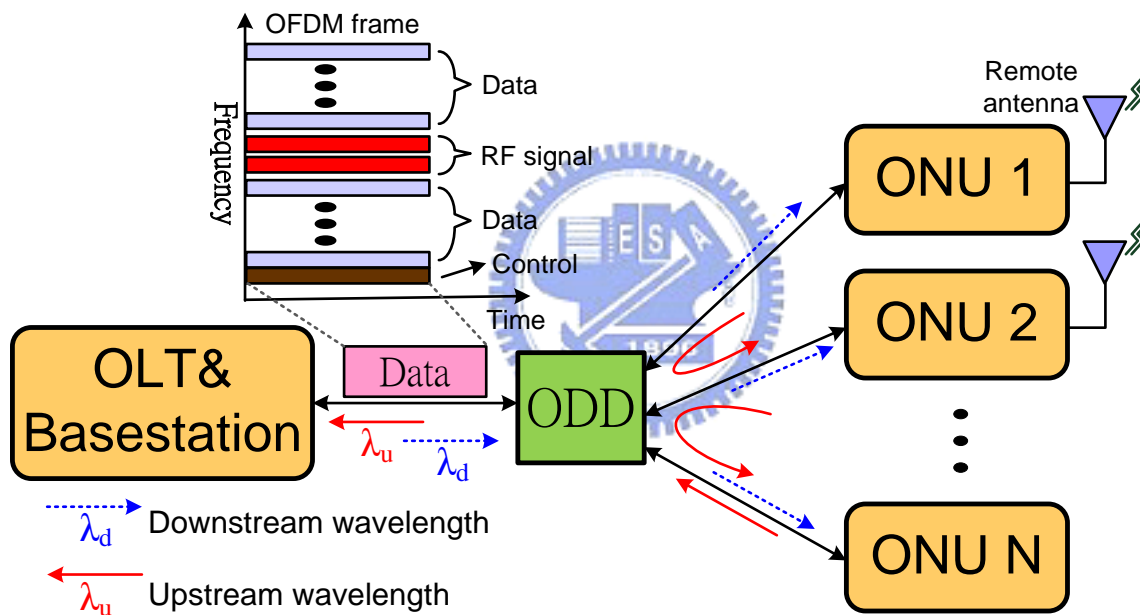 OFDM frame
Frequency
Data
RF signal
Data
Control
Time
Remote
antenna
ONU 1
ONU 2
ONU N
OLT&
Basestation
Data
ODD
λu
λd
λd
Downstream wavelength
λu
Upstream wavelength
E S A
1896